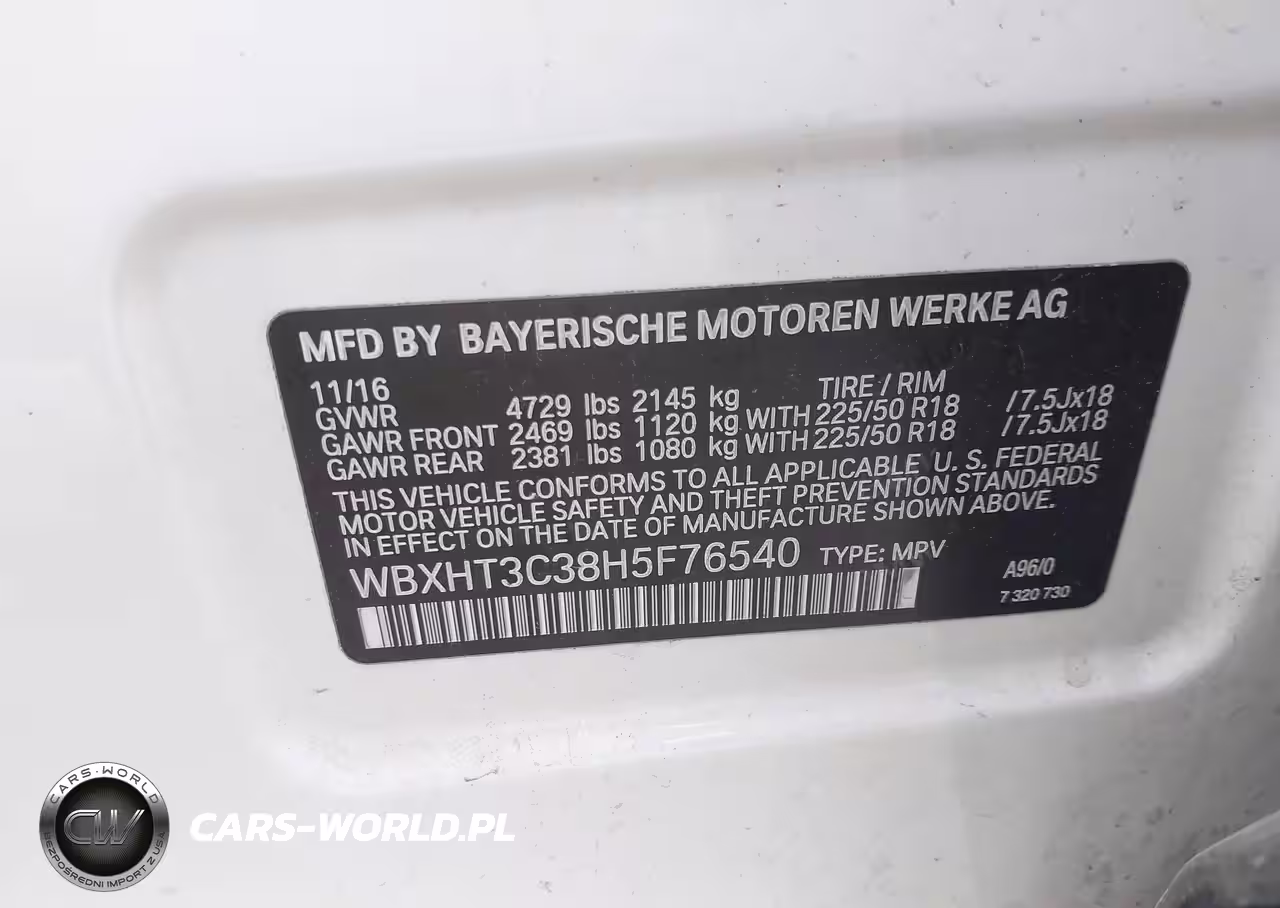 MFD BY BAYERISCHE MOTOREN WERKE AG
11/16 TIRE / RIM
GVWR 4729 lbs 2145 kg
GAWR FRONT 2469 lbs 1120 kg WITH 225/50 R18 /7.5Jx18
GAWR REAR 2381 lbs 1080 kg WITH 225/50 R18 /7.5Jx18
THIS VEHICLE CONFORMS TO ALL APPLICABLE U. S. FEDERAL
MOTOR VEHICLE SAFETY AND THEFT PREVENTION STANDARDS
IN EFFECT ON THE DATE OF MANUFACTURE SHOWN ABOVE.
WBXHT3C38H5F76540 TYPE: MPV
A96/0
7 320 730
CARS-WORLD
CW
BEZPOŚREDNI IMPORT Z USA
CARS-WORLD.PL